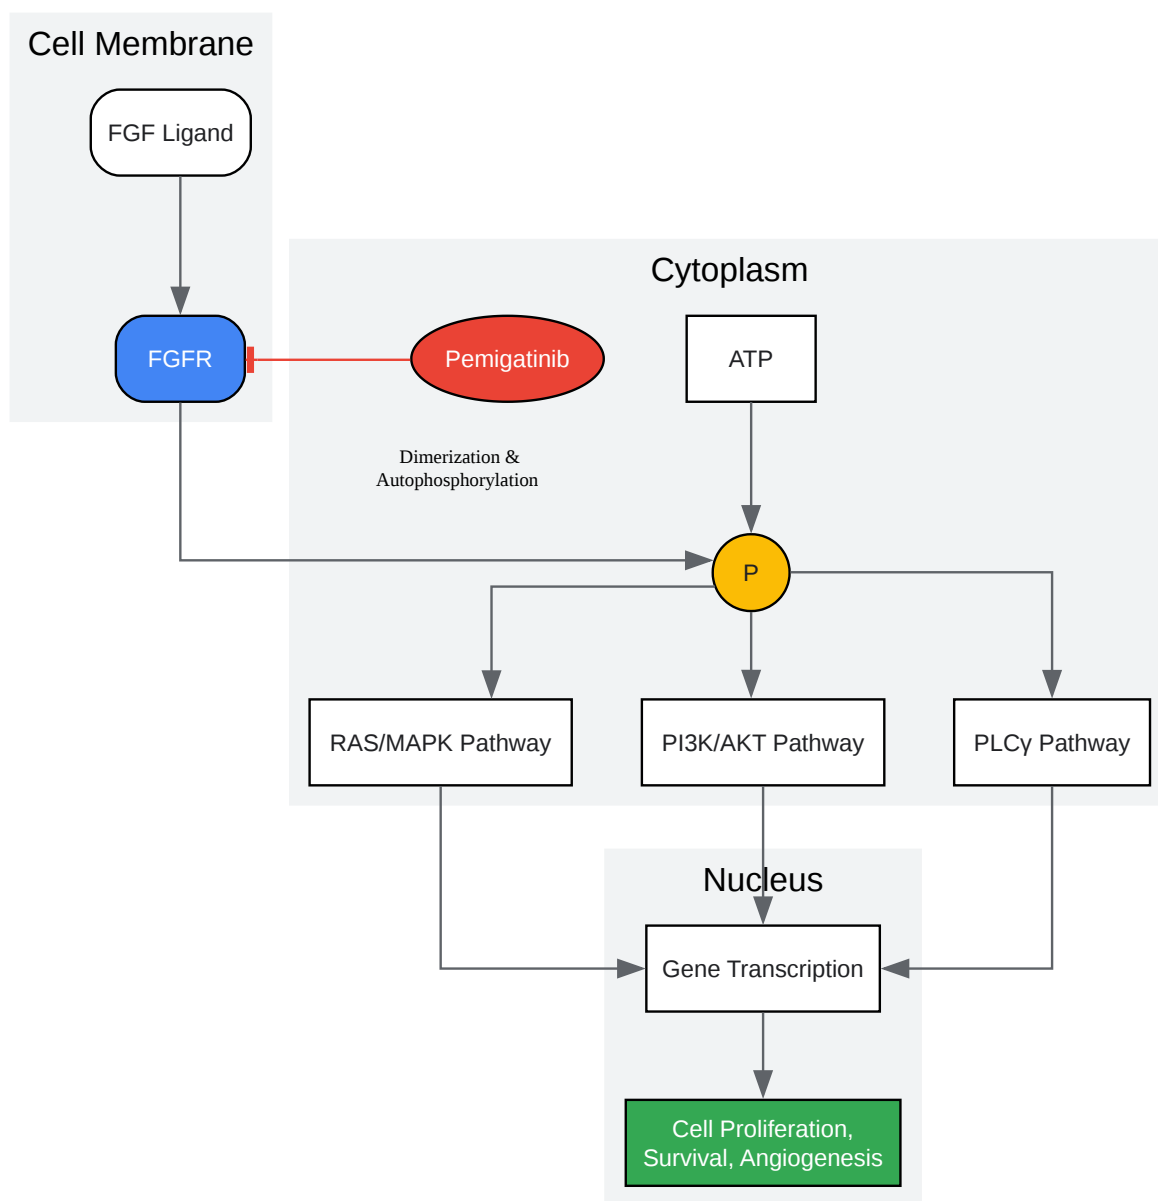 Cell Membrane
FGF Ligand
Cytoplasm
FGFR
Pemigatinib
ATP
Dimerization &
Autophosphorylation
P
RAS/MAPK Pathway
PI3K/AKT Pathway
PLCγ Pathway
Nucleus
Gene Transcription
Cell Proliferation,
Survival, Angiogenesis